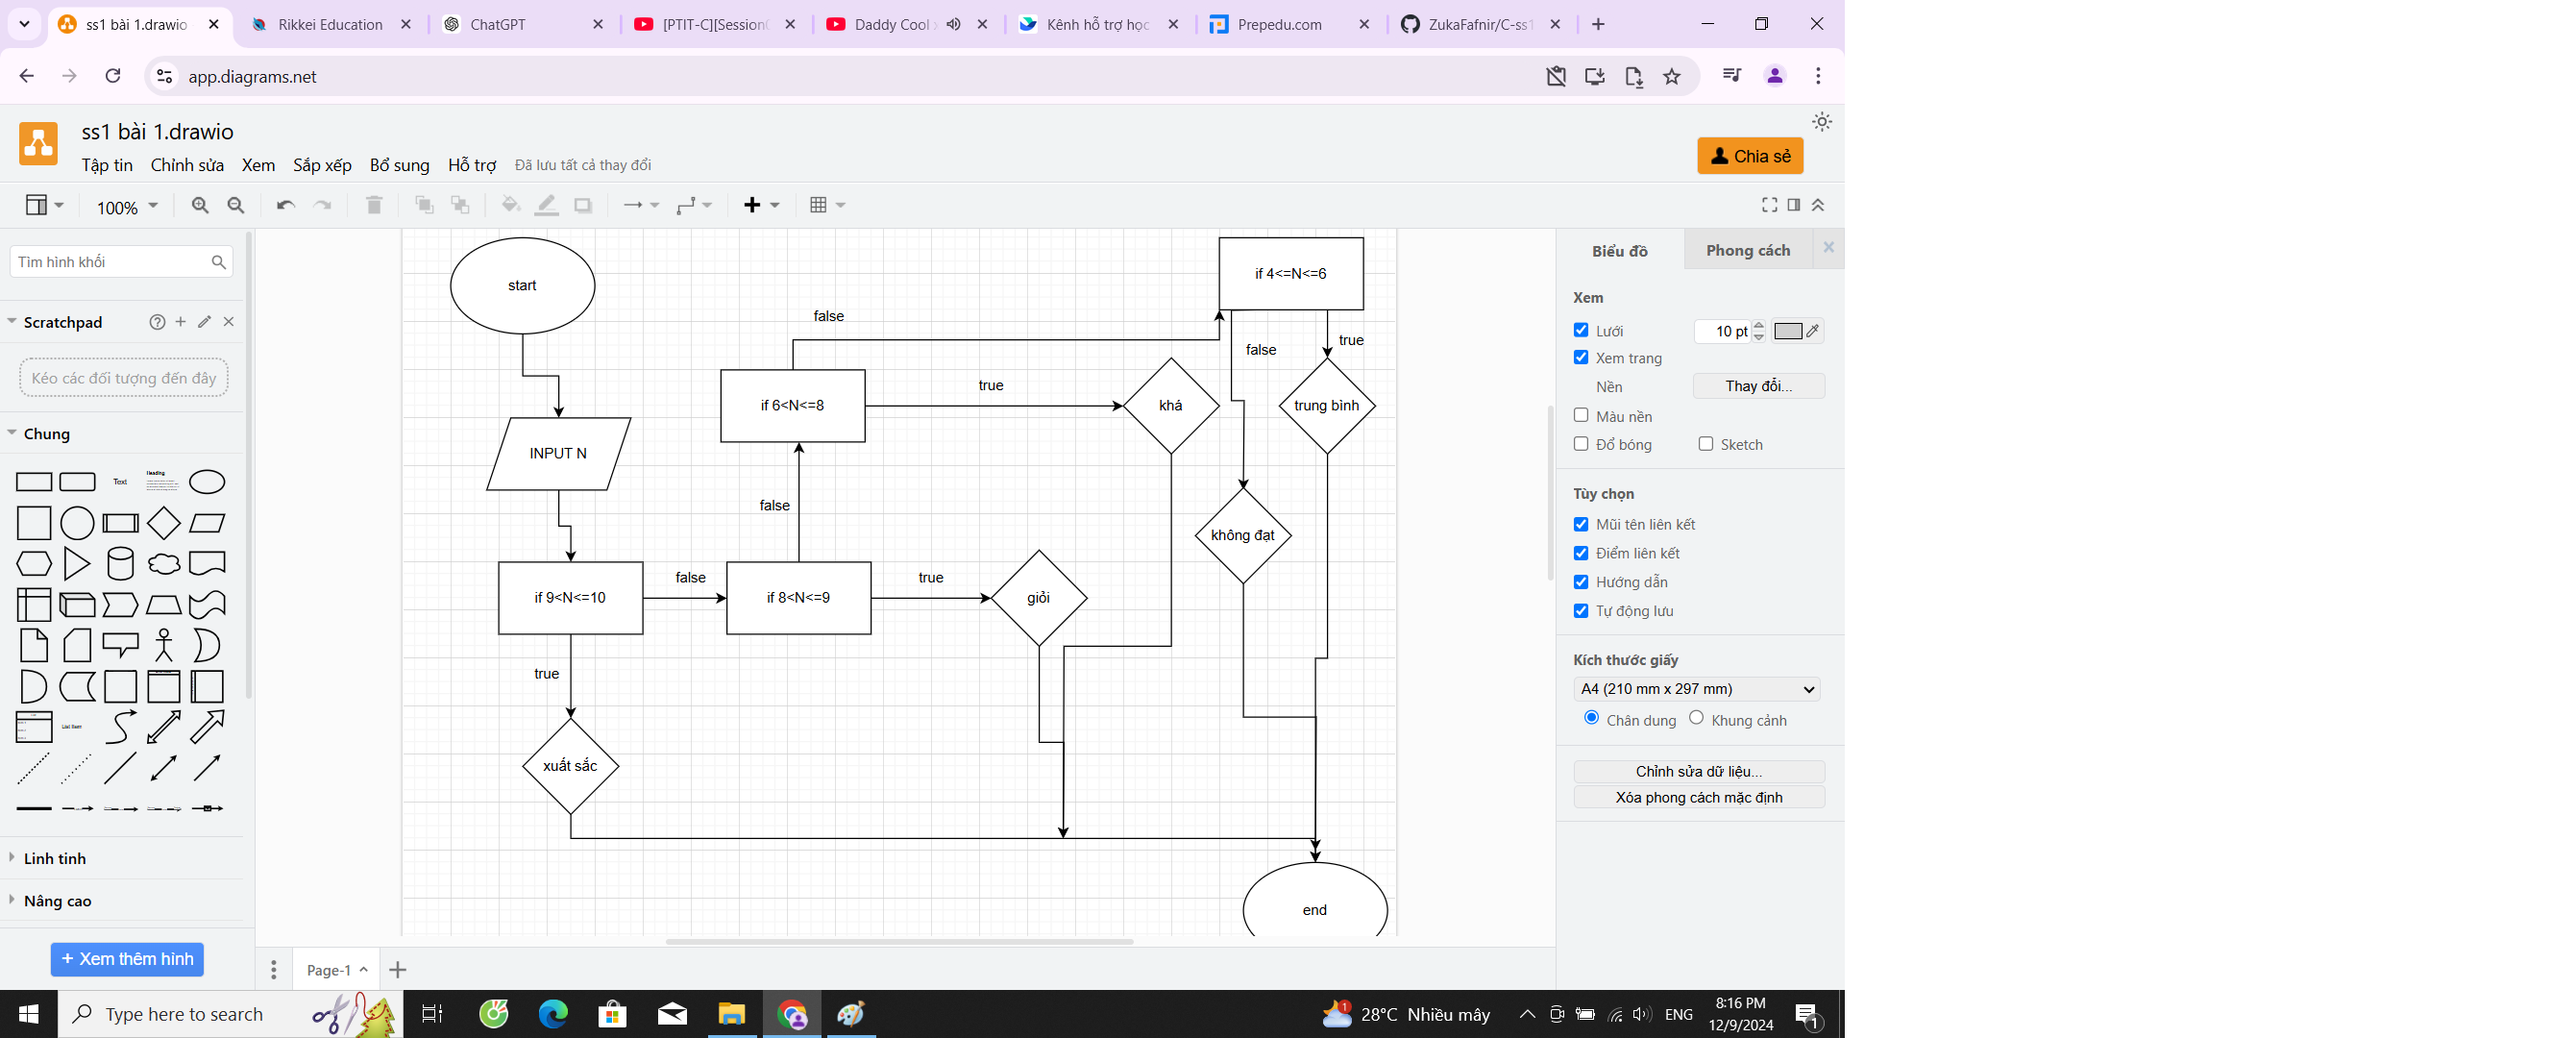 ss1 bài 1.drawio
Rikkei Education
ChatGPT
[PTIT-C][Session
Daddy Cool
Kênh hỗ trợ học
Prepedu.com
ZukaFafnir/C-ss1
app.diagrams.net
ss1 bài 1.drawio
Tập tin
Chỉnh sửa
Xem
Sắp xếp
Bổ sung
Hỗ trợ
Đã lưu tất cả thay đổi
Chia sẻ
100%
Tìm hình khối
Scratchpad
Kéo các đối tượng đến đây
Chung
Text
Heading
List Item
Linh tinh
Nâng cao
+ Xem thêm hình
start
INPUT N
if 9<N<=10
false
if 8<N<=9
true
giỏi
true
xuất sắc
false
if 6<N<=8
true
khá
false
if 4<=N<=6
false
true
trung bình
không đạt
end
Biểu đồ
Phong cách
Xem
Lưới
10 pt
Xem trang
Nền
Thay đổi...
Màu nền
Đổ bóng
Sketch
Tùy chọn
Mũi tên liên kết
Điểm liên kết
Hướng dẫn
Tự động lưu
Kích thước giấy
A4 (210 mm x 297 mm)
Chân dung
Khung cảnh
Chỉnh sửa dữ liệu...
Xóa phong cách mặc định
Page-1
Type here to search
1
28°C Nhiều mây
ENG
8:16 PM
12/9/2024
1